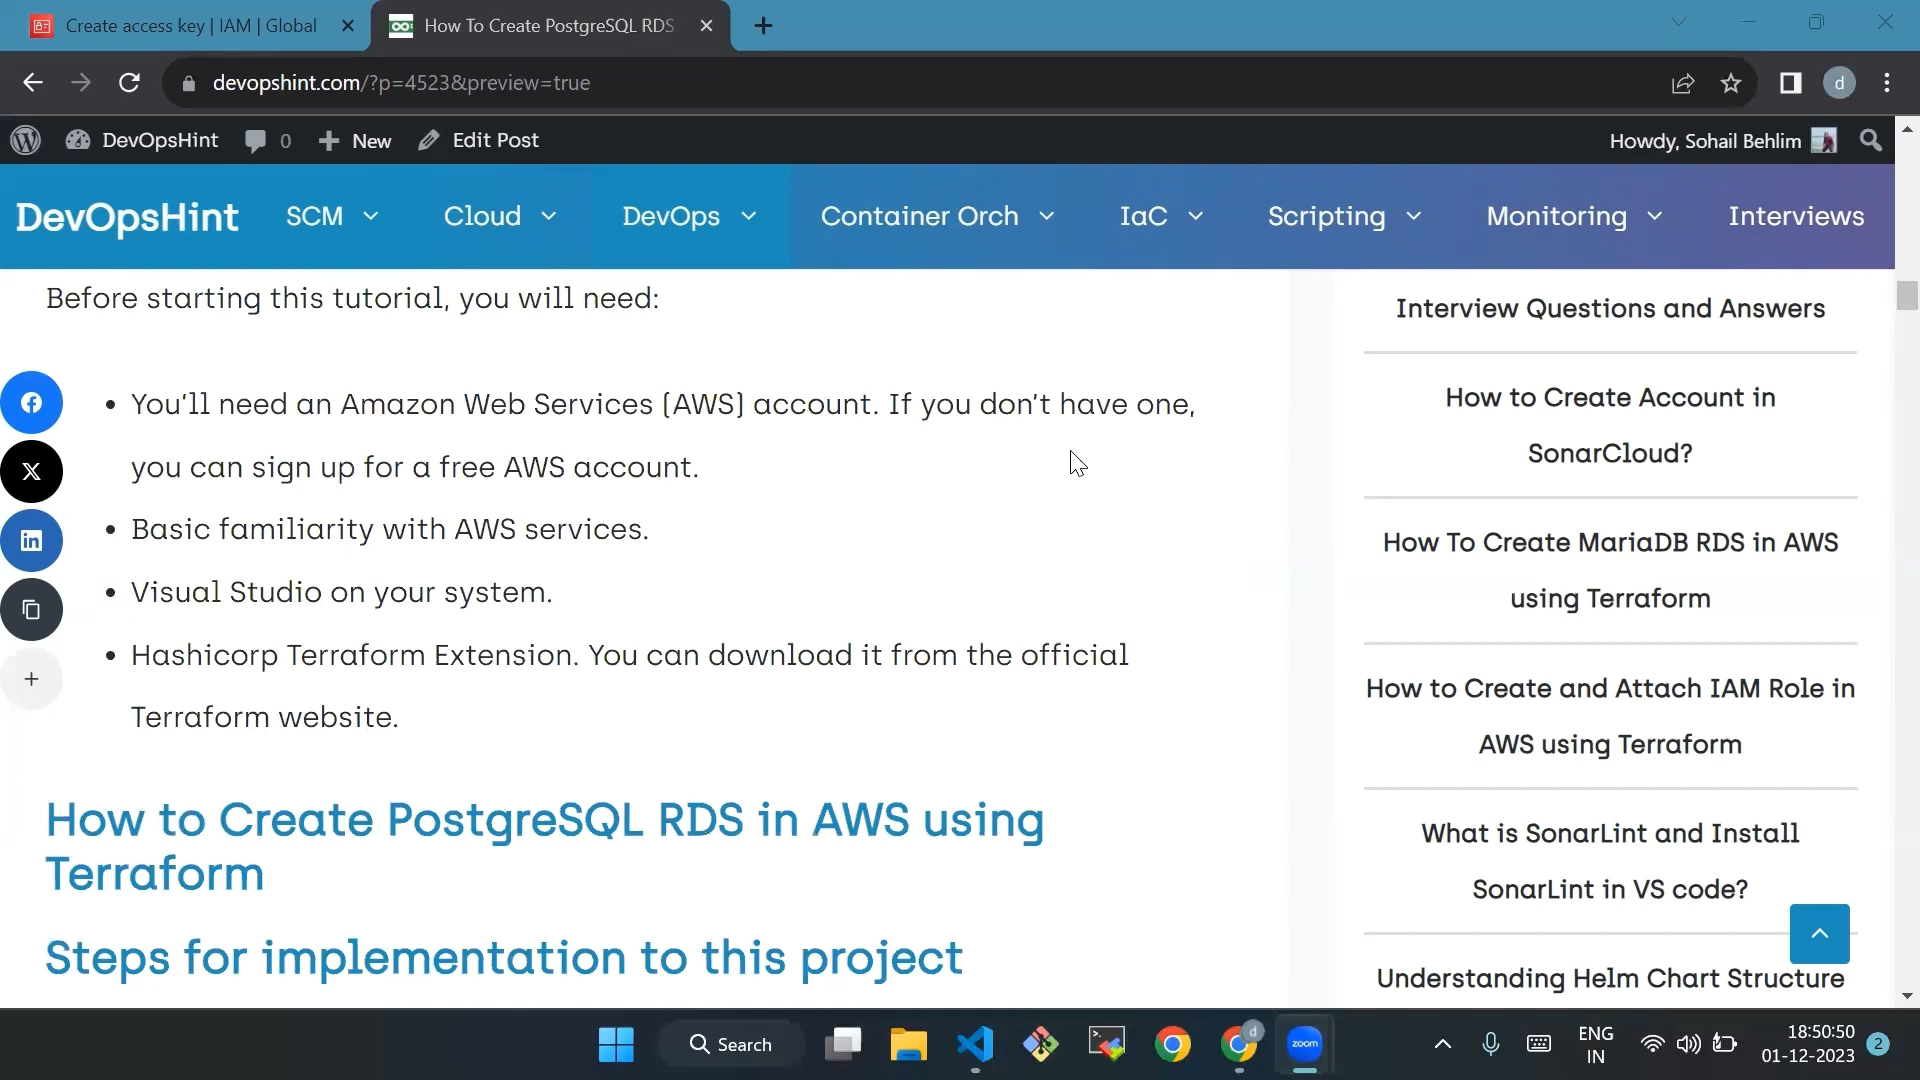 Create access key | IAM | Global
How To Create PostgreSQL RDS
devopshint.com/?p=4523&preview=true
d
DevOpsHint
0
New
Edit Post
Howdy, Sohail Behlim
DevOpsHint
SCM
Cloud
DevOps
Container Orch
IaC
Scripting
Monitoring
Interviews
Before starting this tutorial, you will need:
• You'll need an Amazon Web Services (AWS) account. If you don't have one,
you can sign up for a free AWS account.
• Basic familiarity with AWS services.
• Visual Studio on your system.
• Hashicorp Terraform Extension. You can download it from the official
Terraform website.
How to Create PostgreSQL RDS in AWS using
Terraform
Steps for implementation to this project
Interview Questions and Answers
How to Create Account in
SonarCloud?
How To Create MariaDB RDS in AWS
using Terraform
How to Create and Attach IAM Role in
AWS using Terraform
What is SonarLint and Install
SonarLint in VS code?
Understanding Helm Chart Structure
Search
d
zoom
ENG
IN
18:50:50
01-12-2023
2